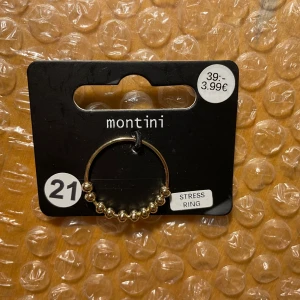 39:-
3.99€
montini
21
STRESS
RING